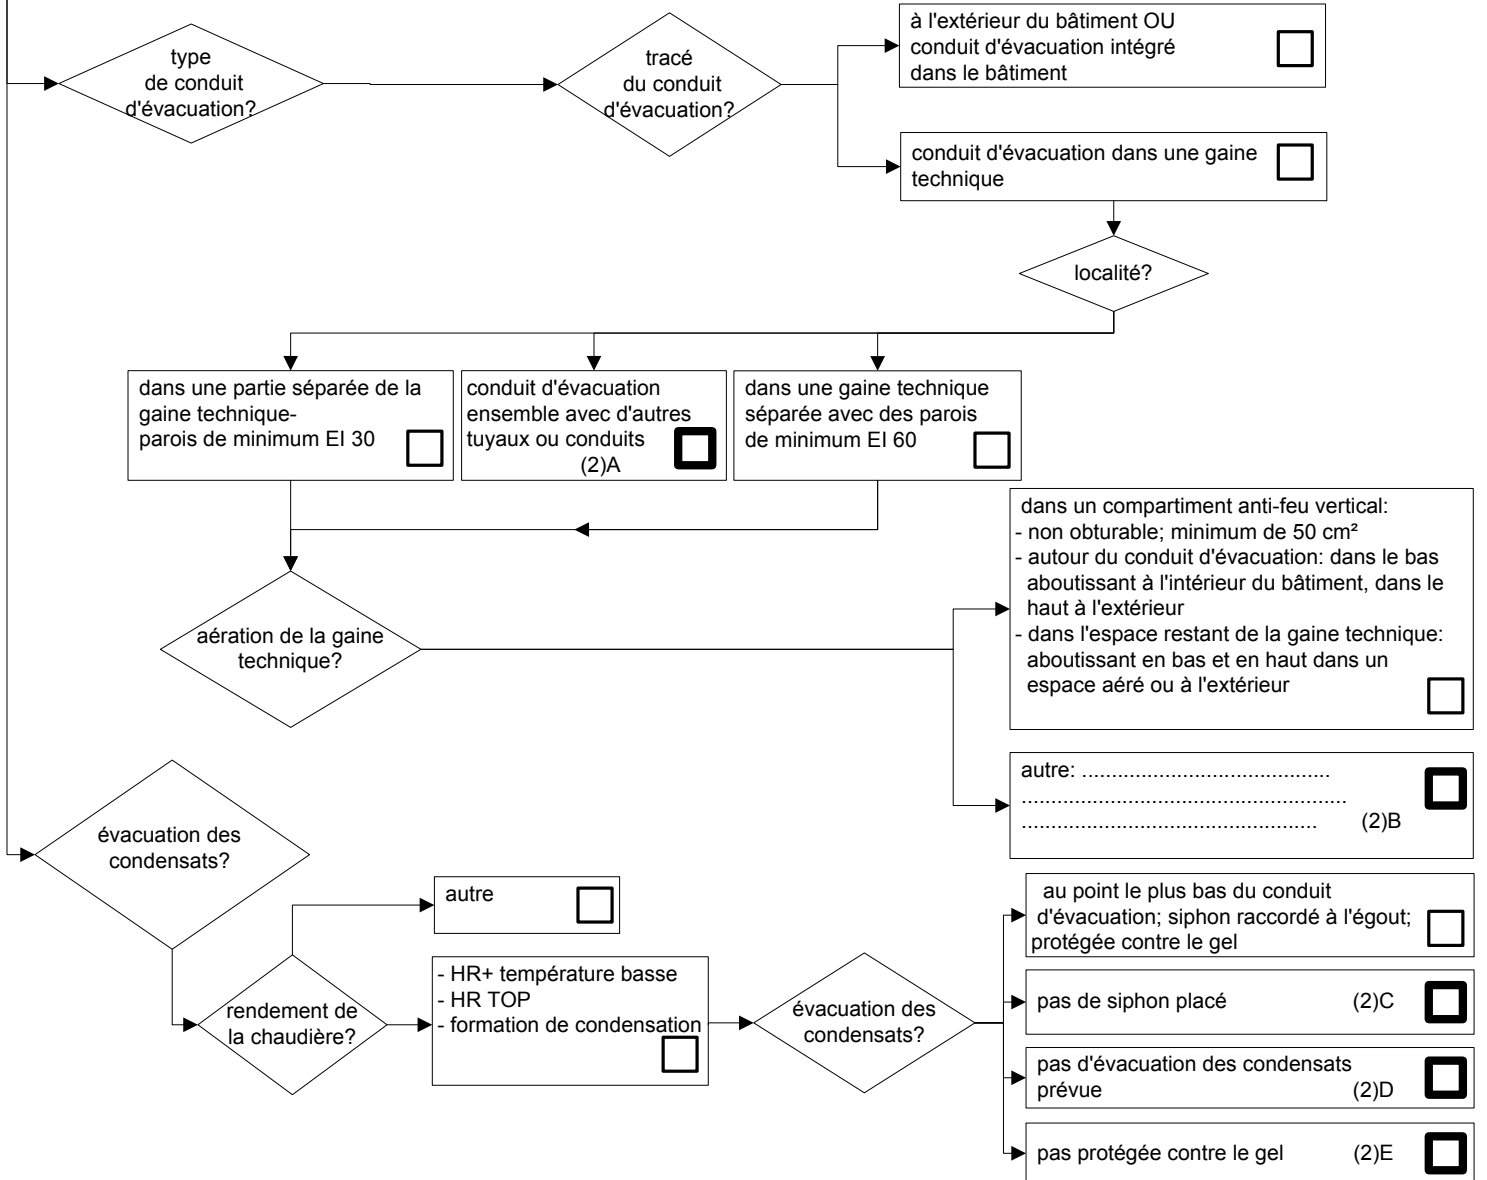 type
de conduit
d'évacuation?
tracé
du conduit
d'évacuation?
à l'extérieur du bâtiment OU
conduit d'évacuation intégré
dans le bâtiment
conduit d'évacuation dans une gaine
technique
localité?
dans une partie séparée de la
gaine technique-
parois de minimum EI 30
conduit d'évacuation
ensemble avec d'autres
tuyaux ou conduits
(2)A
dans une gaine technique
séparée avec des parois
de minimum EI 60
aération de la gaine
technique?
dans un compartiment anti-feu vertical:
- non obturable; minimum de 50 cm²
- autour du conduit d'évacuation: dans le bas
aboutissant à l'intérieur du bâtiment, dans le
haut à l'extérieur
- dans l'espace restant de la gaine technique:
aboutissant en bas et en haut dans un
espace aéré ou à l'extérieur
autre: ..........................................
.......................................................
.................................................. (2)B
évacuation des
condensats?
autre
rendement de
la chaudière?
- HR+ température basse
- HR TOP
- formation de condensation
évacuation des
condensats?
au point le plus bas du conduit
d'évacuation; siphon raccordé à l'égout;
protégée contre le gel
pas de siphon placé (2)C
pas d'évacuation des condensats
prévue (2)D
pas protégée contre le gel (2)E